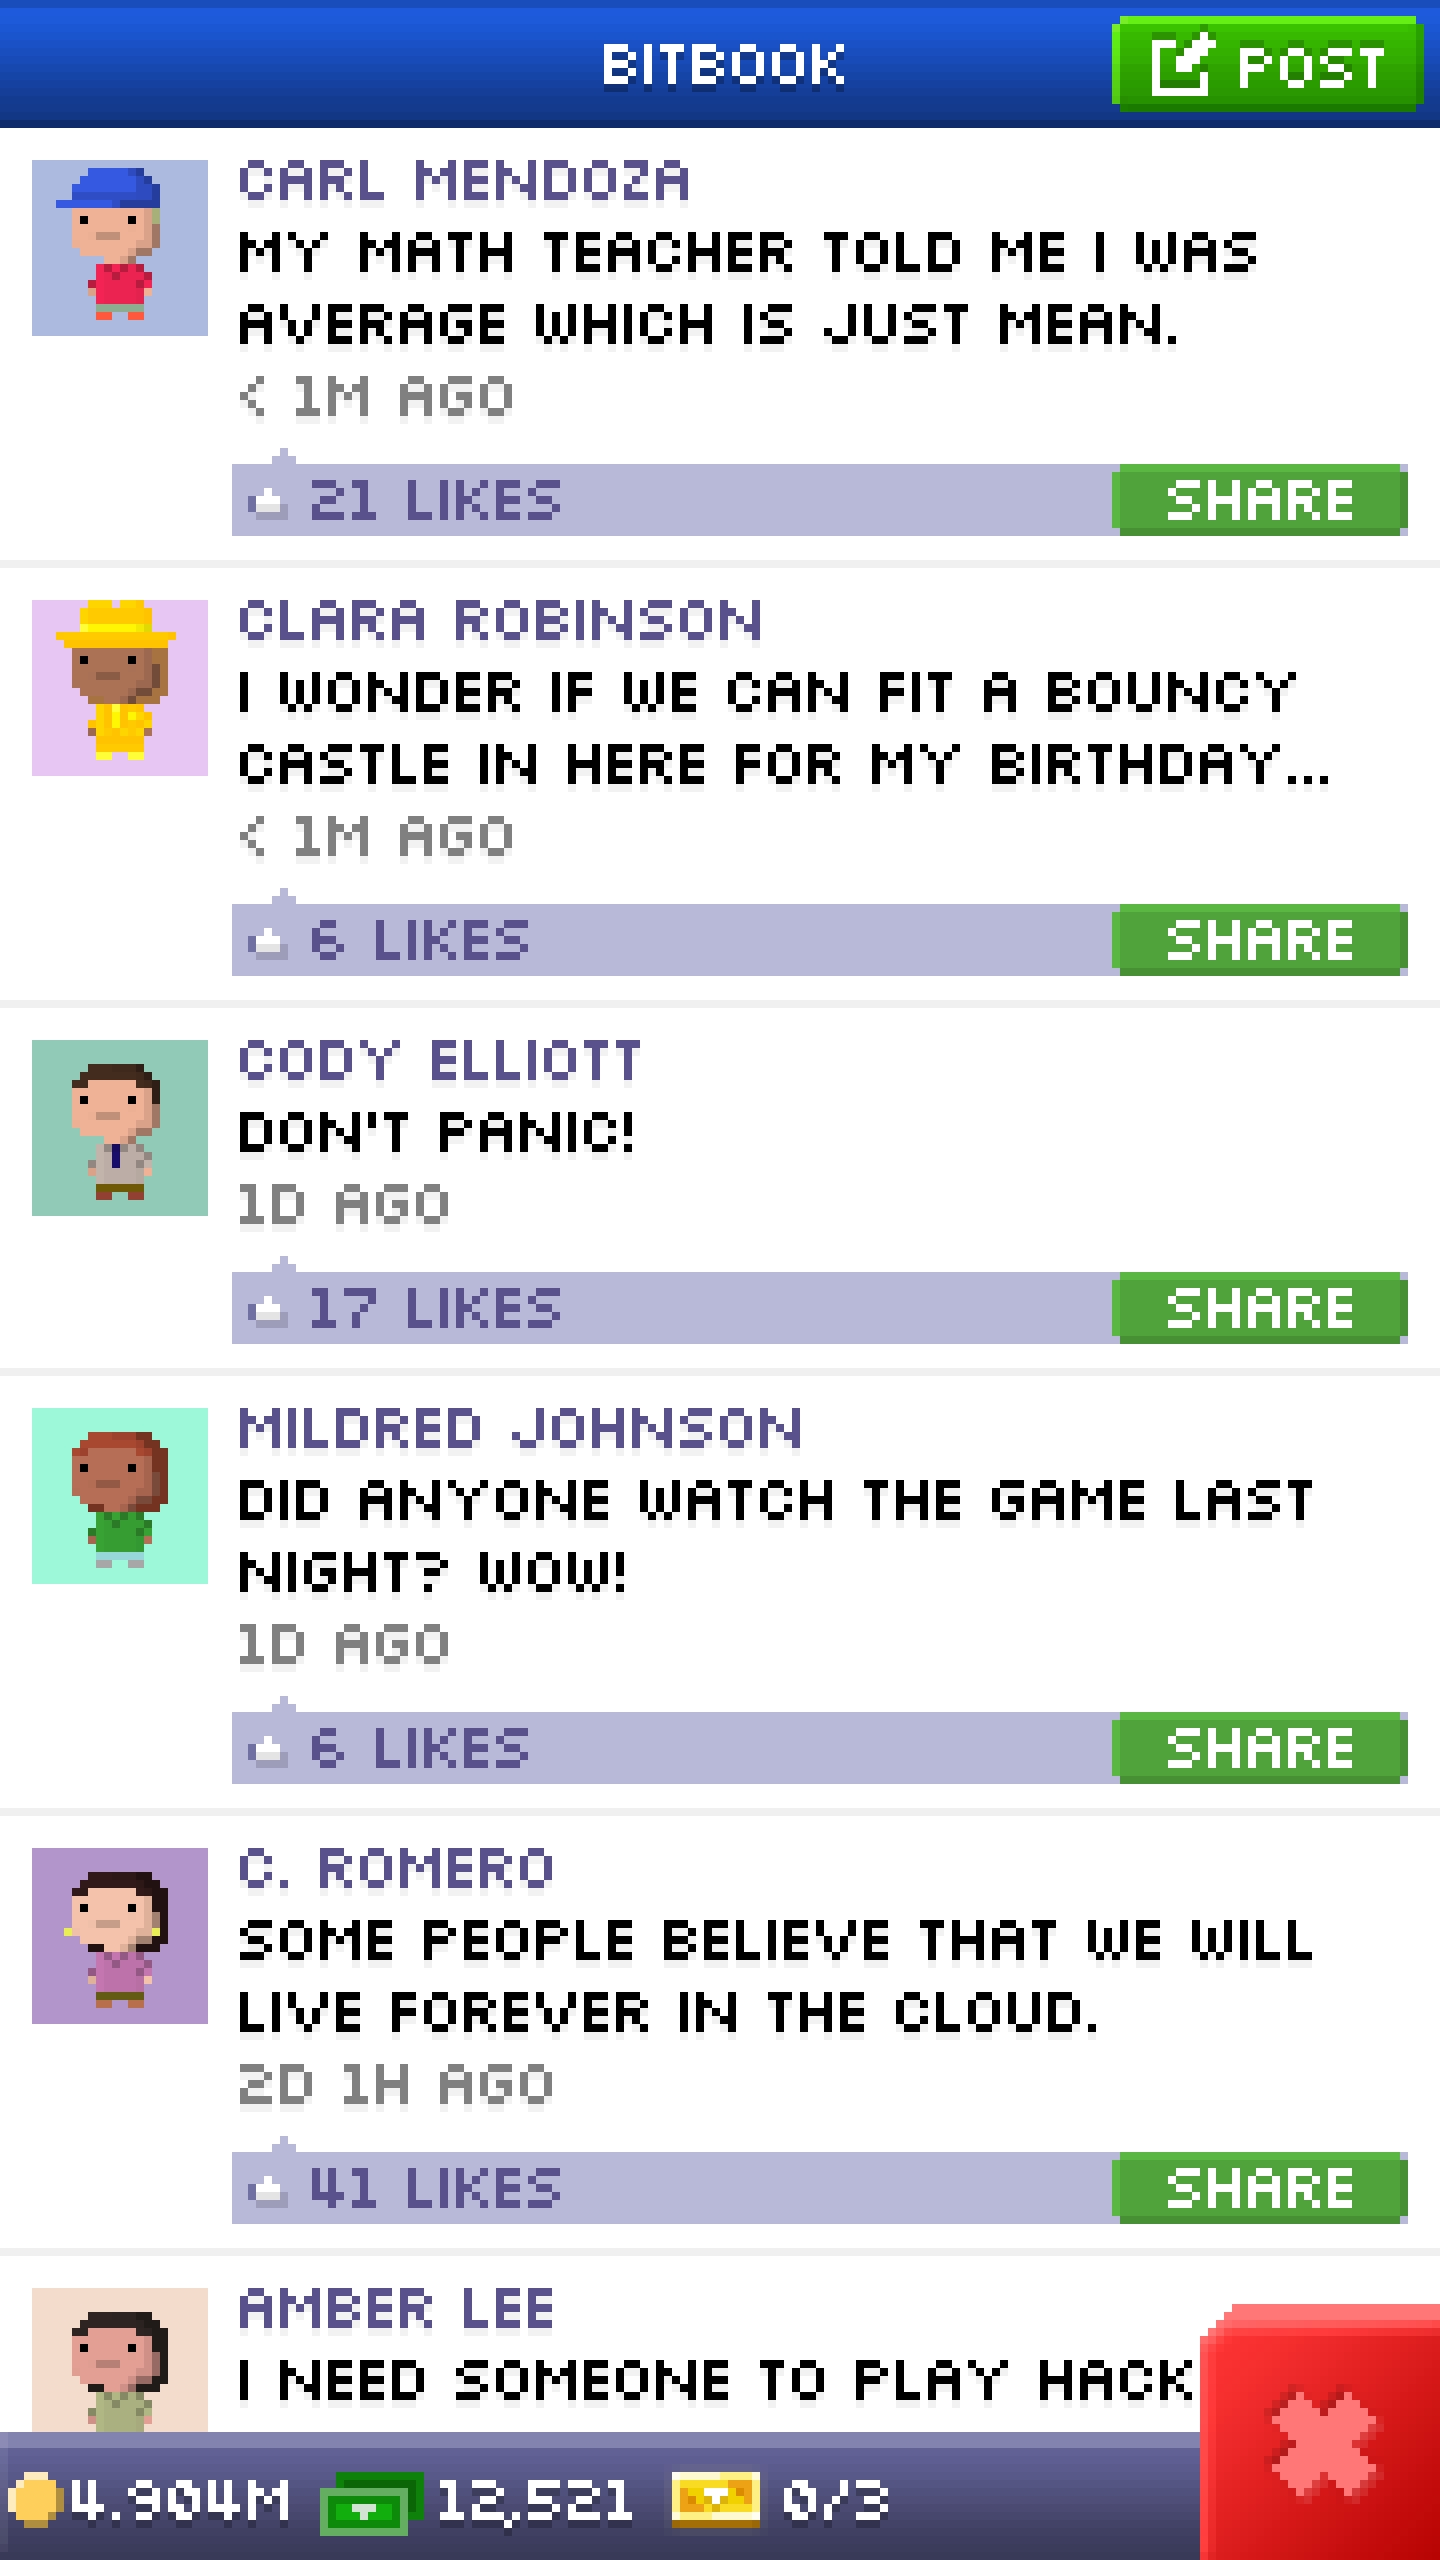 BITBOOK
POST
CARL MENDOZA
MY MATH TEACHER TOLD ME I WAS
AVERAGE WHICH IS JUST MEAN.
< 1M AGO
21 LIKES
SHARE
CLARA ROBINSON
I WONDER IF WE CAN FIT A BOUNCY
CASTLE IN HERE FOR MY BIRTHDAY...
< 1M AGO
6 LIKES
SHARE
CODY ELLIOTT
DON'T PANIC!
1D AGO
17 LIKES
SHARE
MILDRED JOHNSON
DID ANYONE WATCH THE GAME LAST
NIGHT? WOW!
1D AGO
6 LIKES
SHARE
C. ROMERO
SOME PEOPLE BELIEVE THAT WE WILL
LIVE FOREVER IN THE CLOUD.
2D 1H AGO
41 LIKES
SHARE
AMBER LEE
I NEED SOMEONE TO PLAY HACK
4.904M 12,521 0/3